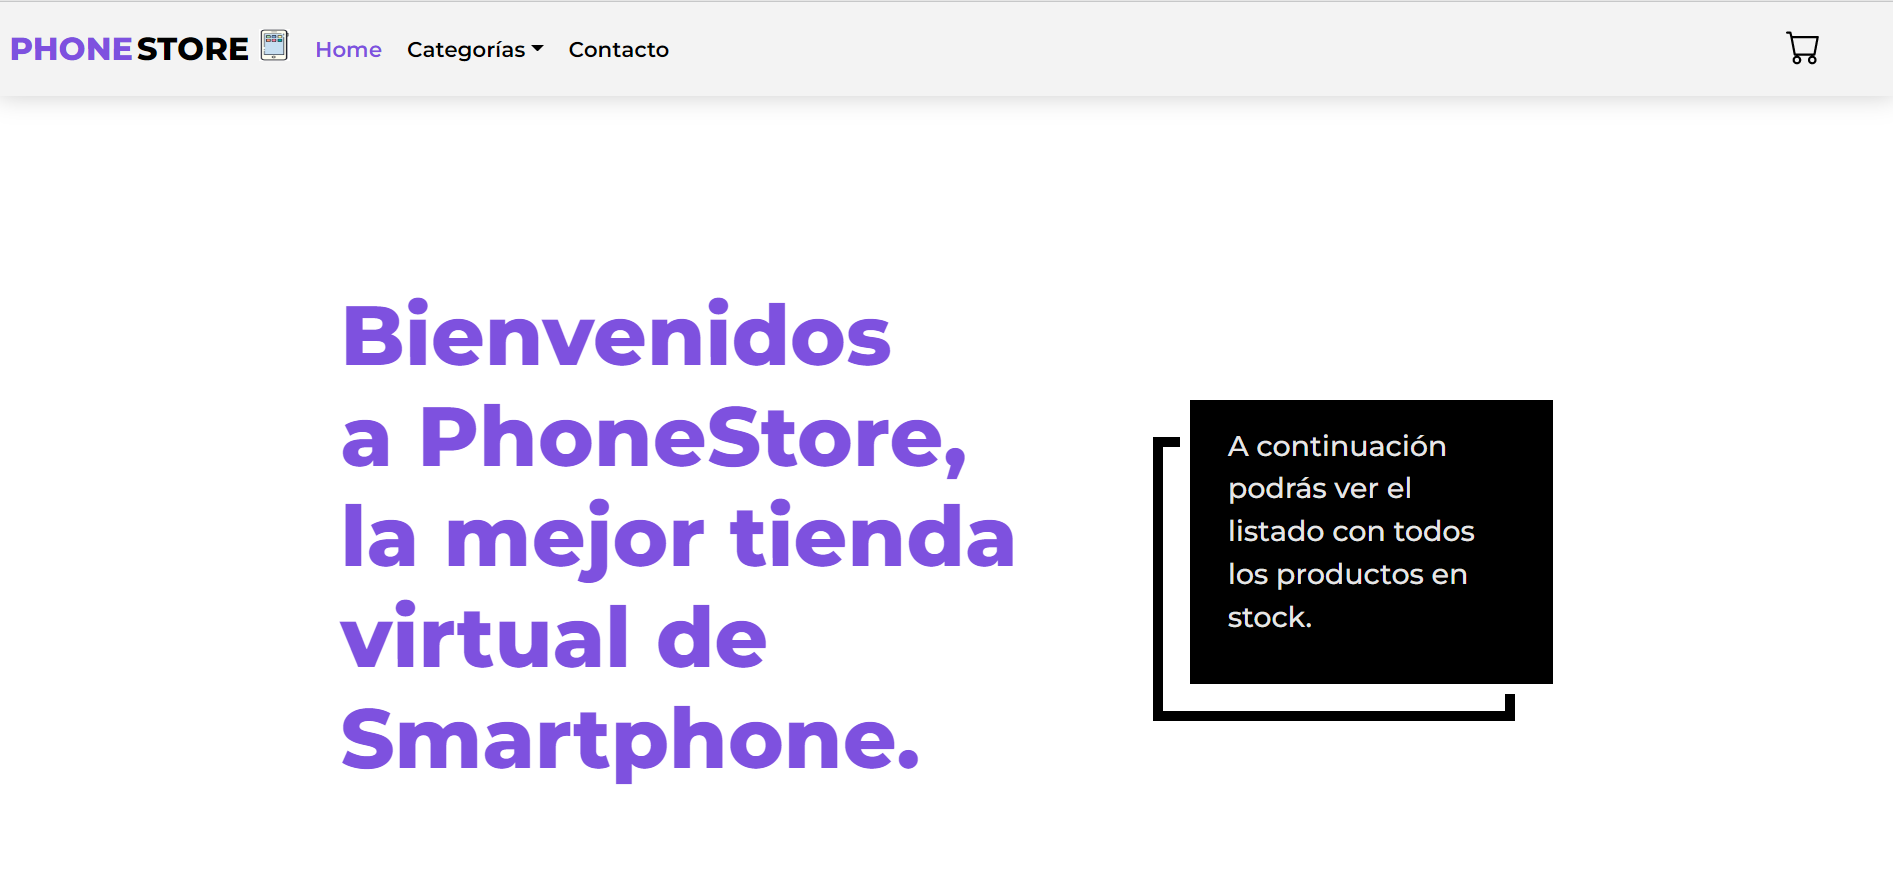 PHONE STORE
Home
Categorías
Contacto
Bienvenidos
a PhoneStore,
la mejor tienda
virtual de
Smartphone.
A continuación
podrás ver el
listado con todos
los productos en
stock.